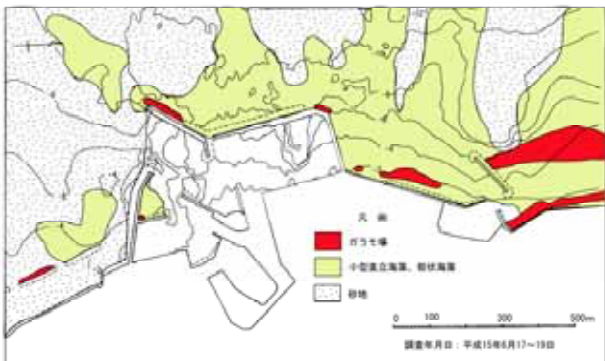 凡例
ガラモ場
小型直立海藻、殻状海藻
砂地
0 100 300 500m
調査年月日:平成15年6月17~19日